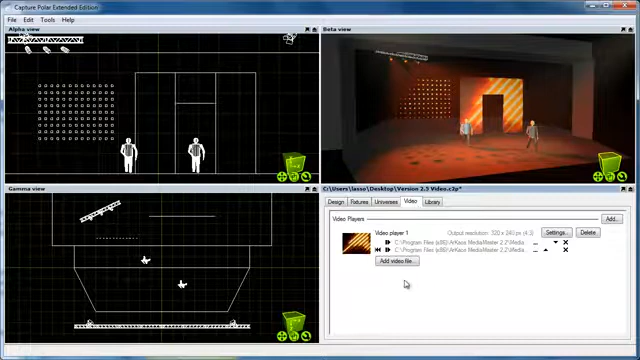 Capture Polar Extended Edition
File Edit Tools Help
Alpha view
Beta view
Gamma view
C:\Users\lasso\Desktop\Version 2.5 Video.c2p*
Design Fixtures Universes Video Library
Video Players
Add...
Video player 1
Output resolution: 320 x 240 px (4:3)
Settings...
Delete
C:\Program Files (x86)\ArKaos MediaMaster 2.2\Media
...
C:\Program Files (x86)\ArKaos MediaMaster 2.2\Media
...
Add video file...